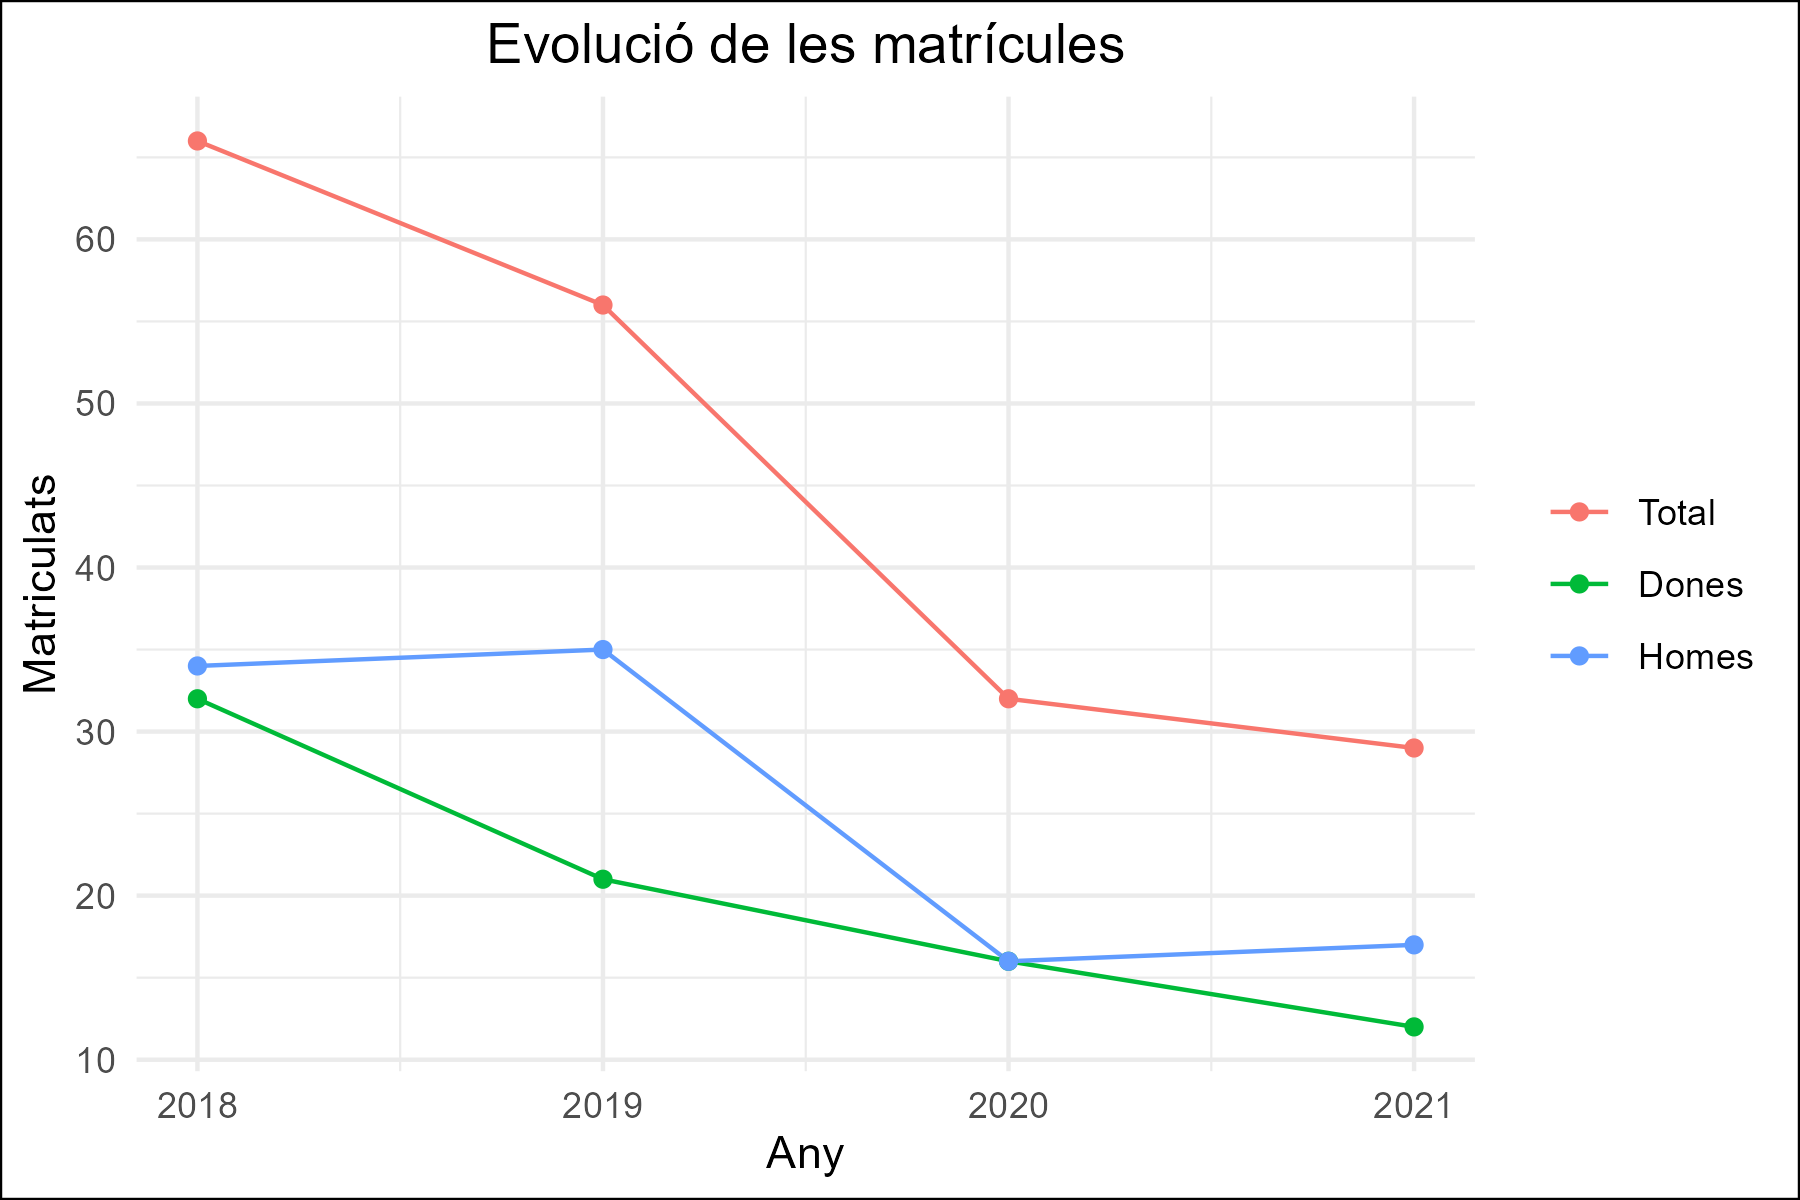 Evolució de les matrícules
Matriculats
60
50
40
30
20
10
2018 2019 2020 2021
Any
Total
Dones
Homes